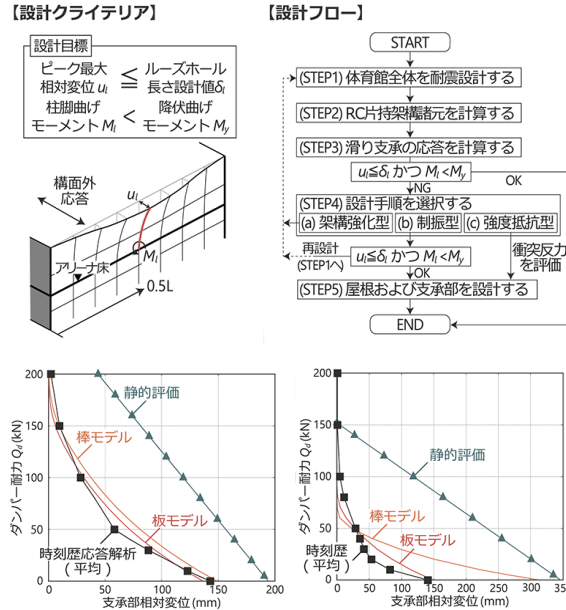 【設計クライテリア】
設計目標
ピーク最大
相対変位 ul
≦
ルーズホール
長さ設計値δl
柱脚曲げ
モーメント Ml
<
降伏曲げ
モーメント My
構面外
応答
ul
Ml
アリーナ床
0.5L
【設計フロー】
START
(STEP1) 体育館全体を耐震設計する
(STEP2) RC片持架構諸元を計算する
(STEP3) 滑り支承の応答を計算する
ul≦δl かつ Ml<My
OK
NG
(STEP4) 設計手順を選択する
(a) 架構強化型 (b) 制振型 (c) 強度抵抗型
再設計
(STEP1へ)
ul≦δl かつ Ml<My
OK
衝突反力
を評価
(STEP5) 屋根および支承部を設計する
END
ダンパー耐力 Qd (kN)
200
150
100
50
0
静的評価
棒モデル
板モデル
時刻歴応答解析
(平均)
0 50 100 150 200
支承部相対変位 (mm)
ダンパー耐力 Qd (kN)
200
150
100
50
0
静的評価
棒モデル
板モデル
時刻歴
(平均)
0 50 100 150 200 250 300 350
支承部相対変位 (mm)